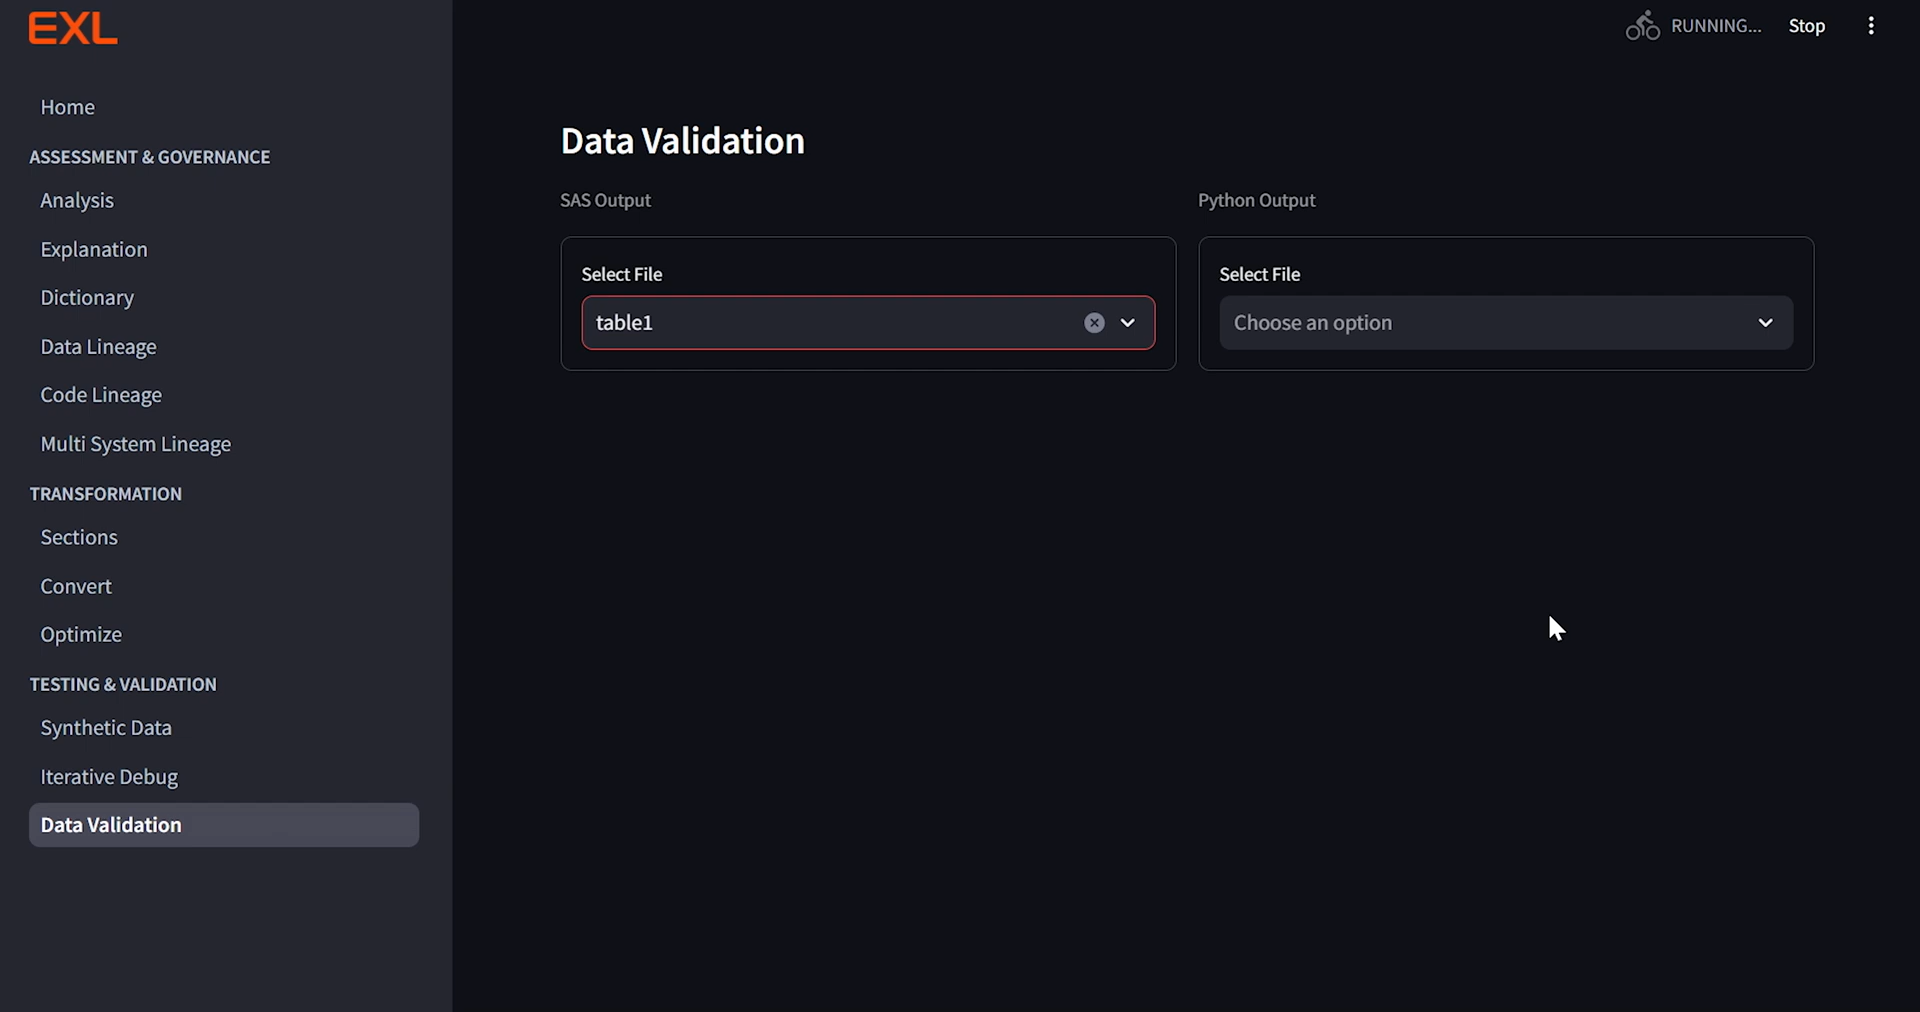 EXL
RUNNING...
Stop
Home
ASSESSMENT & GOVERNANCE
Analysis
Explanation
Dictionary
Data Lineage
Code Lineage
Multi System Lineage
TRANSFORMATION
Sections
Convert
Optimize
TESTING & VALIDATION
Synthetic Data
Iterative Debug
Data Validation
Data Validation
SAS Output
Select File
table1
Python Output
Select File
Choose an option